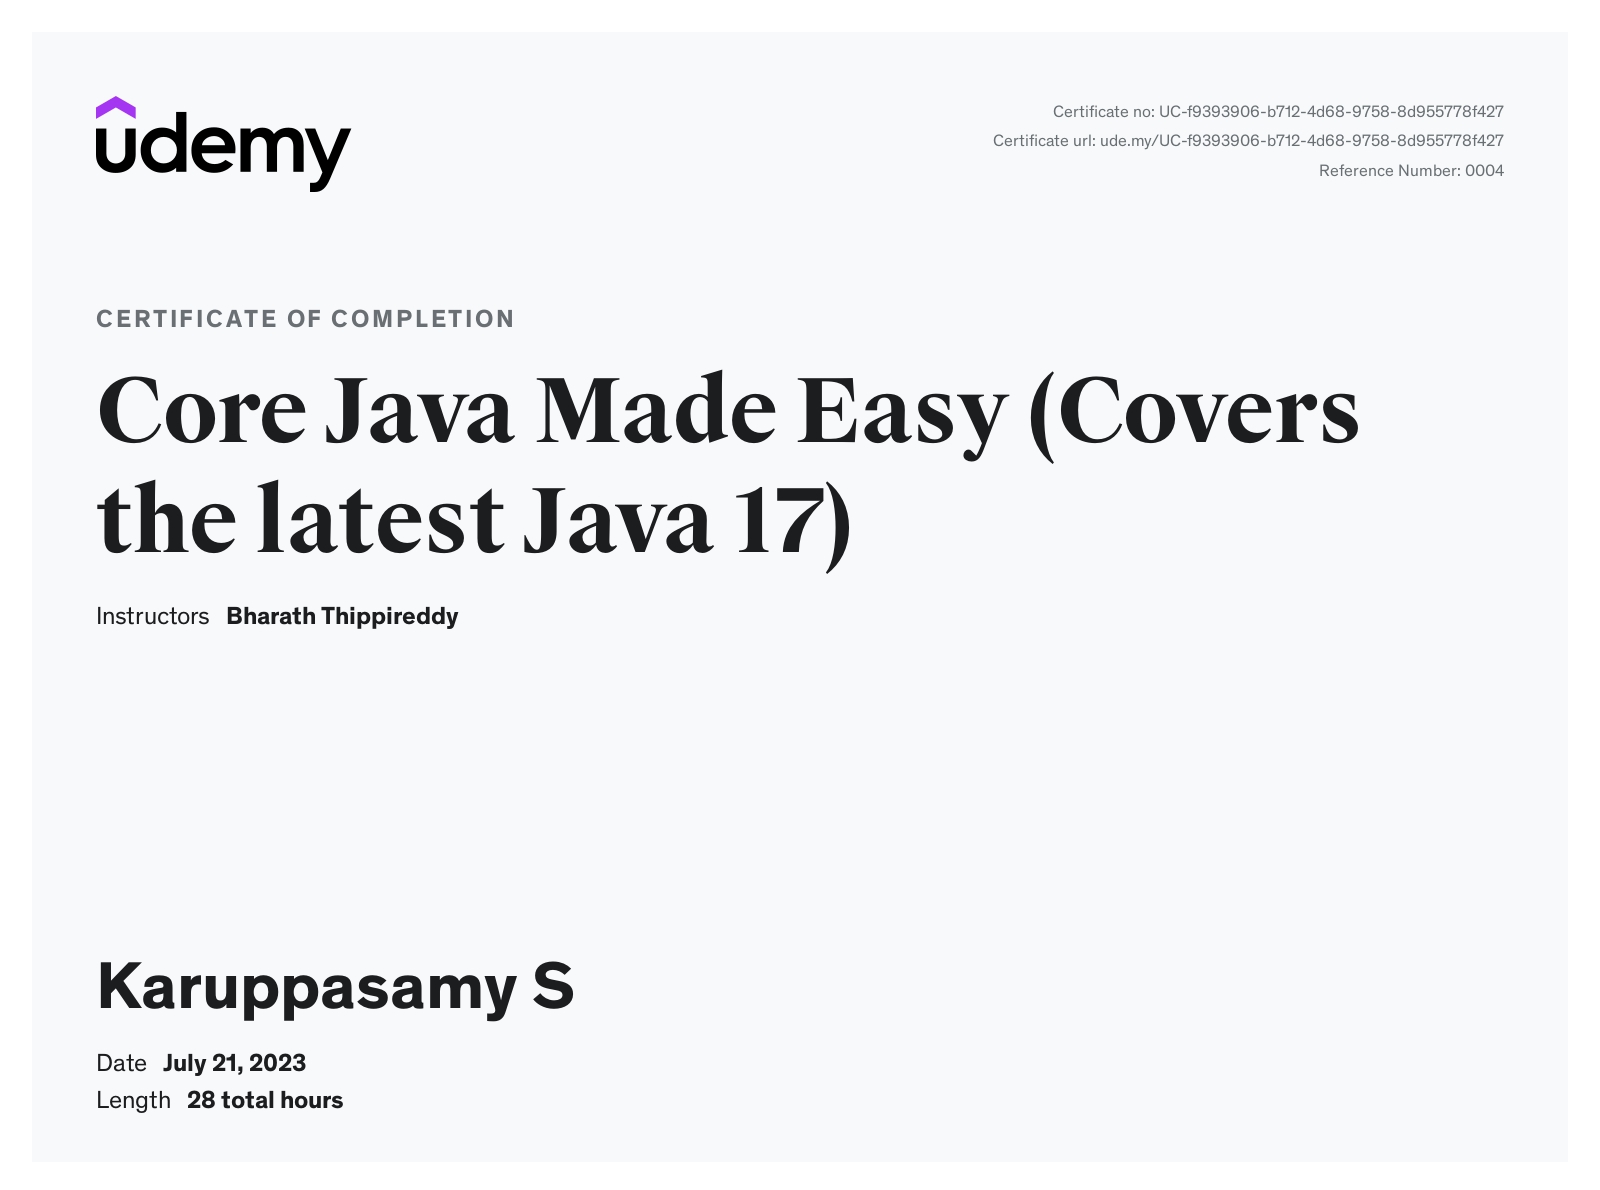 udemy
Certificate no: UC-f9393906-b712-4d68-9758-8d955778f427
Certificate url: ude.my/UC-f9393906-b712-4d68-9758-8d955778f427
Reference Number: 0004
CERTIFICATE OF COMPLETION
Core Java Made Easy (Covers
the latest Java 17)
Instructors Bharath Thippireddy
Karuppasamy S
Date July 21, 2023
Length 28 total hours